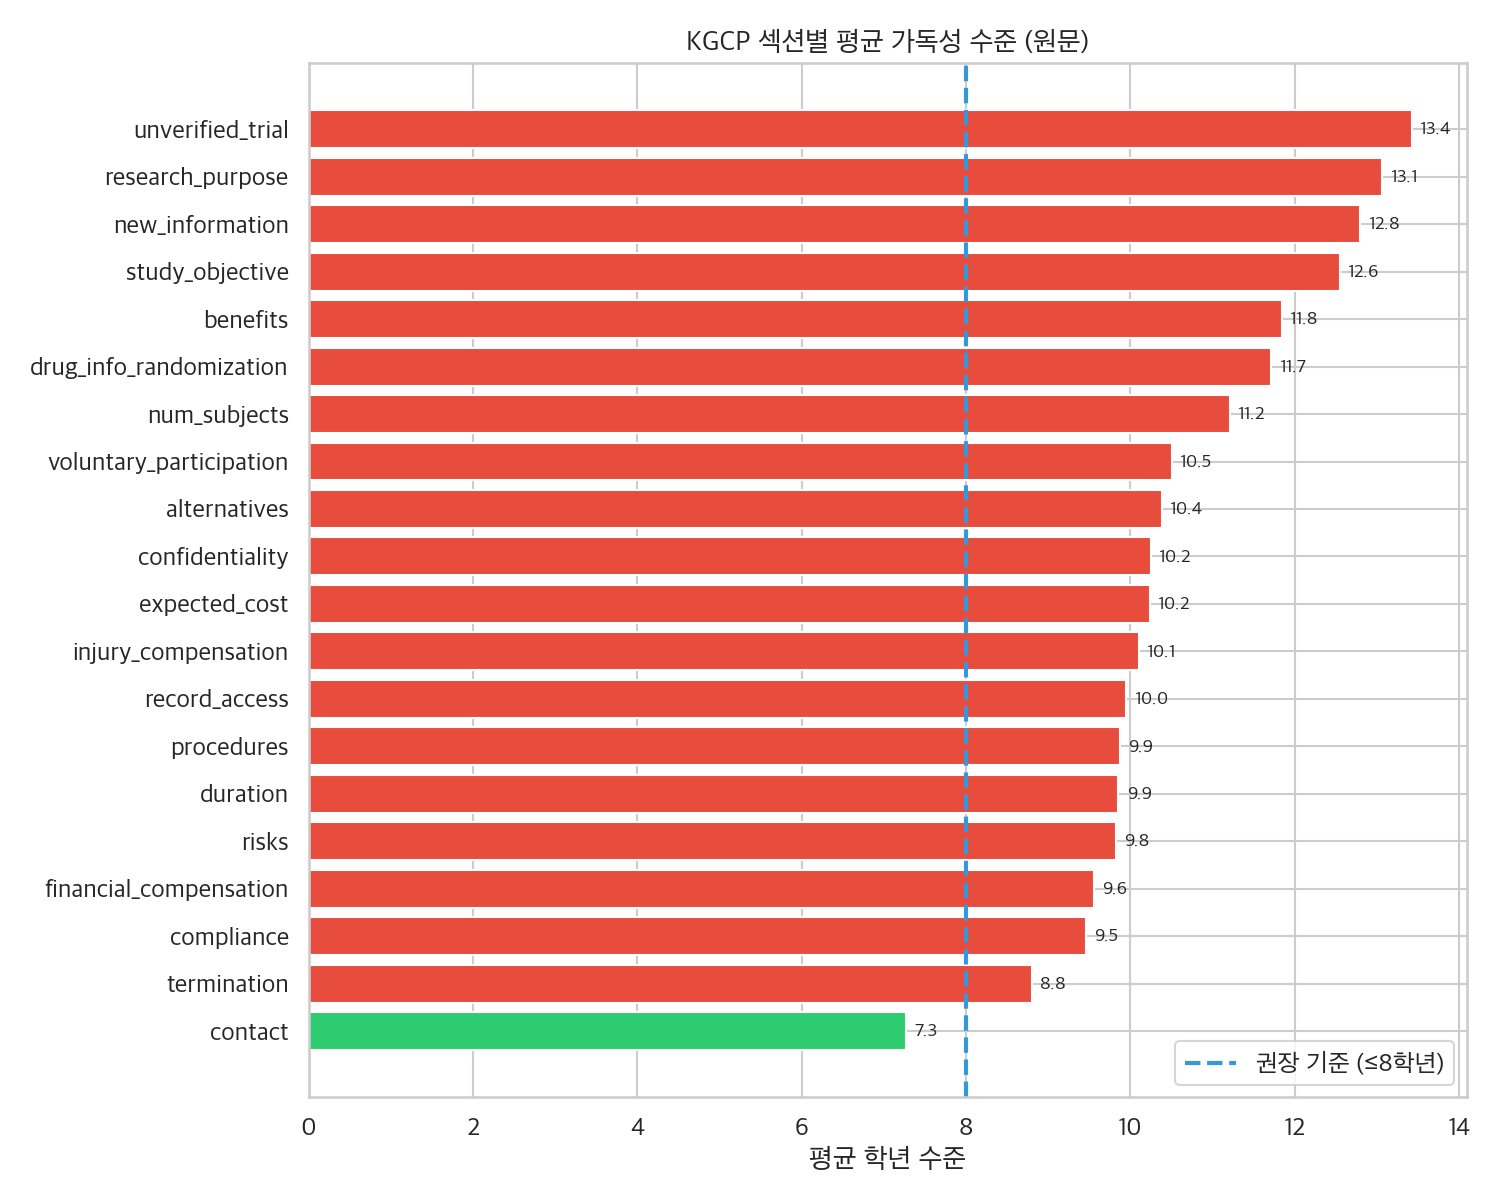 KGCP 섹션별 평균 가독성 수준 (원문)
unverified_trial 13.4
research_purpose 13.1
new_information 12.8
study_objective 12.6
benefits 11.8
drug_info_randomization 11.7
num_subjects 11.2
voluntary_participation 10.5
alternatives 10.4
confidentiality 10.2
expected_cost 10.2
injury_compensation 10.1
record_access 10.0
procedures 9.9
duration 9.9
risks 9.8
financial_compensation 9.6
compliance 9.5
termination 8.8
contact 7.3
권장 기준 (≤8학년)
0 2 4 6 8 10 12 14
평균 학년 수준